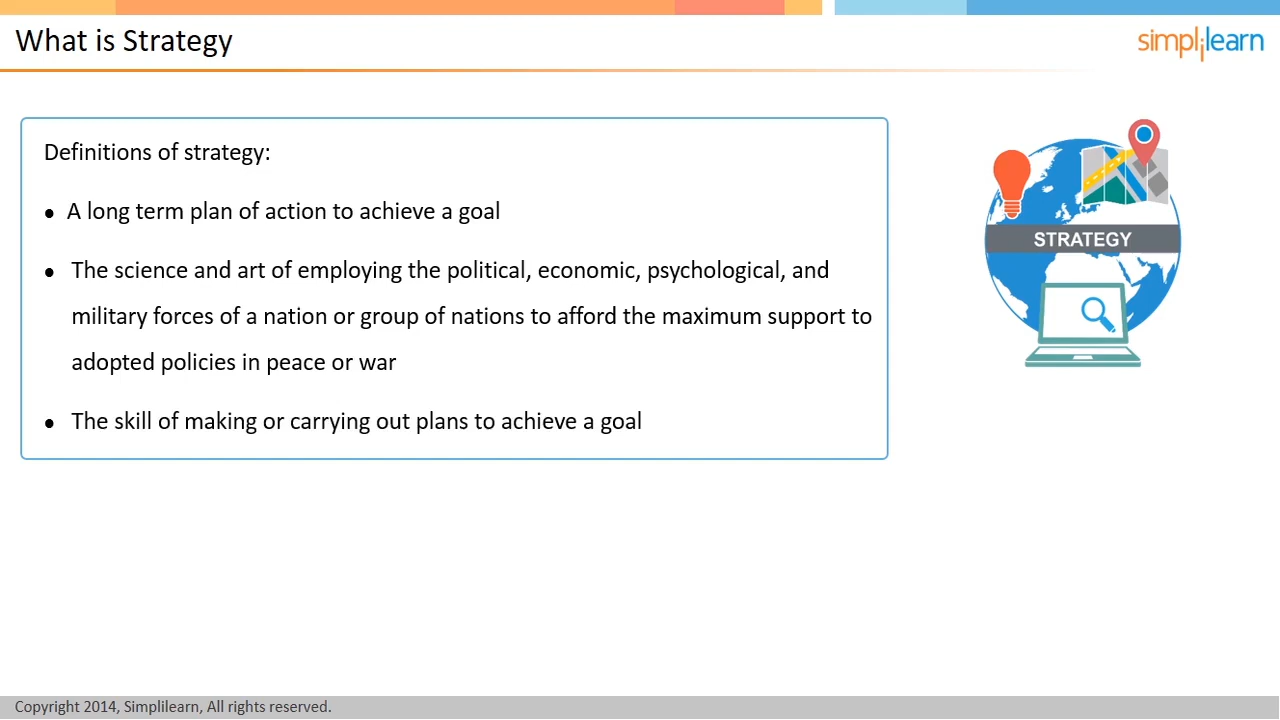 What is Strategy
simplilearn
Definitions of strategy:
● A long term plan of action to achieve a goal
● The science and art of employing the political, economic, psychological, and
military forces of a nation or group of nations to afford the maximum support to
adopted policies in peace or war
● The skill of making or carrying out plans to achieve a goal
STRATEGY
Copyright 2014, Simplilearn, All rights reserved.